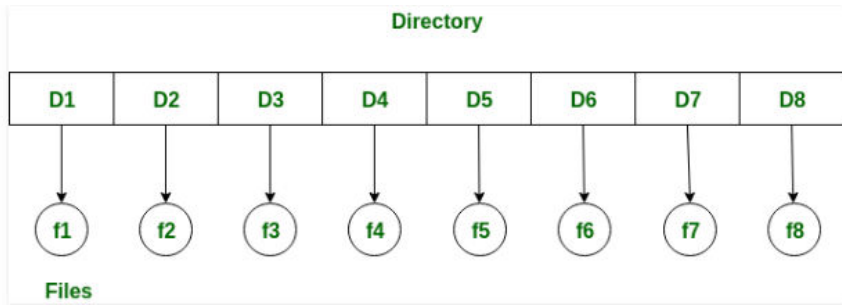 Directory
D1 D2 D3 D4 D5 D6 D7 D8
f1 f2 f3 f4 f5 f6 f7 f8
Files